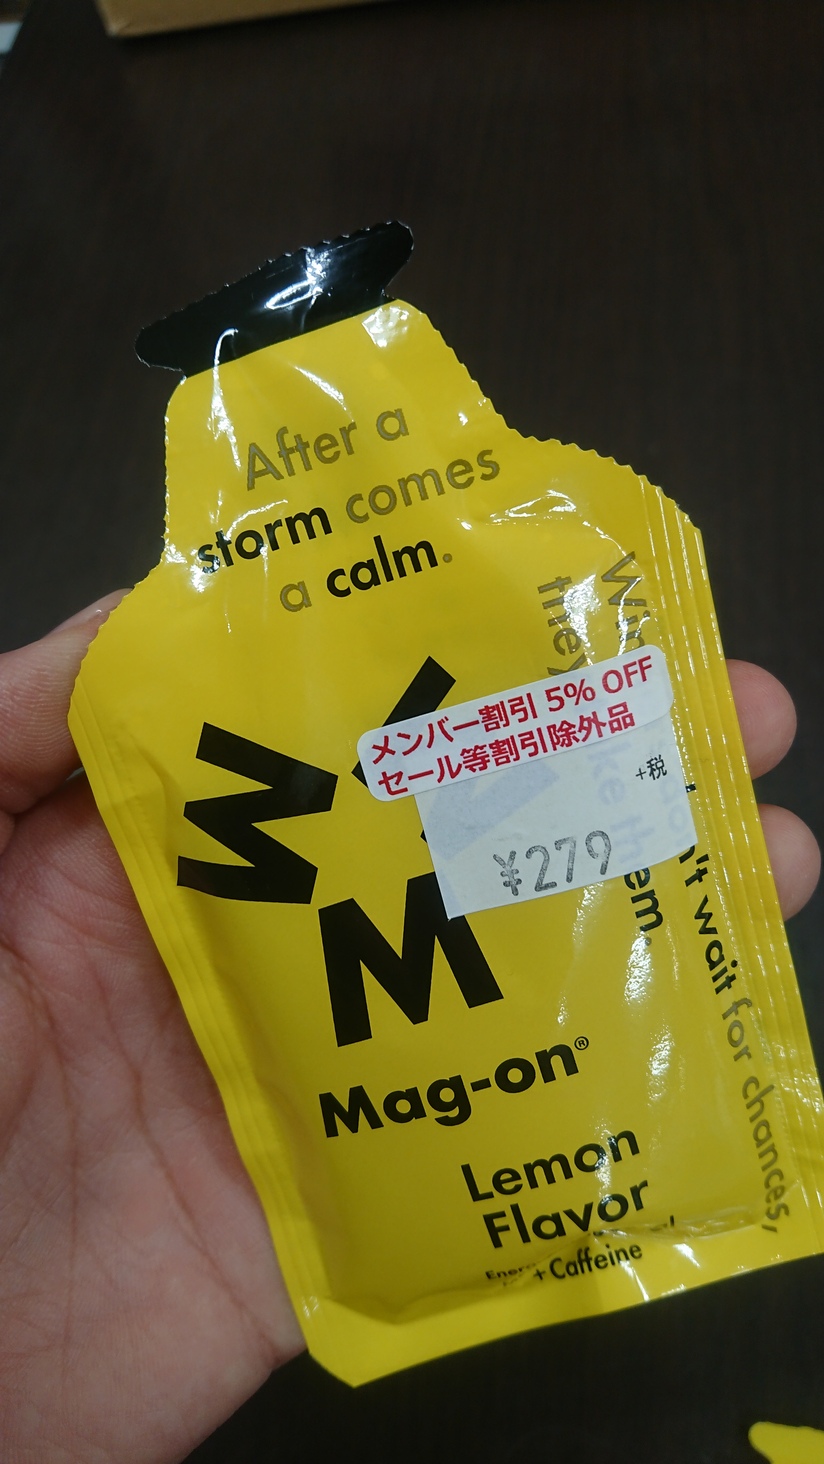 After a
storm comes
a calm.
メンバー割引 5% OFF
セール等割引除外品
+税
¥279
em.
wait for chances,
M
Mag-on®
Lemon
Flavor
+Caffeine